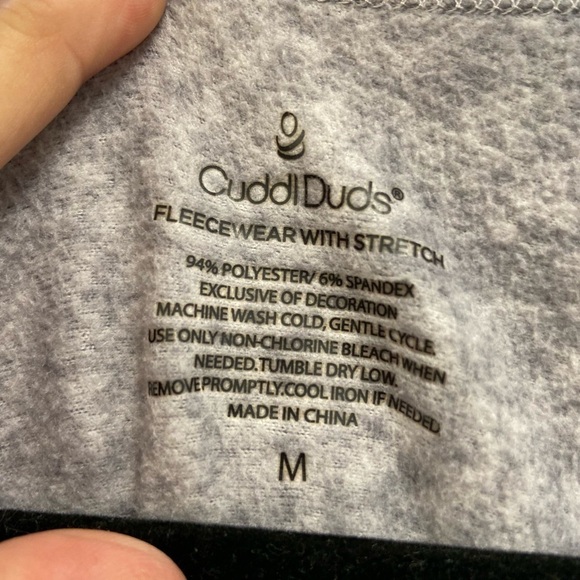 CuddlDuds®
FLEECEWEAR WITH STRETCH
94% POLYESTER/ 6% SPANDEX
EXCLUSIVE OF DECORATION
MACHINE WASH COLD, GENTLE CYCLE.
USE ONLY NON-CHLORINE BLEACH WHEN
NEEDED.TUMBLE DRY LOW.
REMOVE PROMPTLY.COOL IRON IF NEEDED
MADE IN CHINA
M